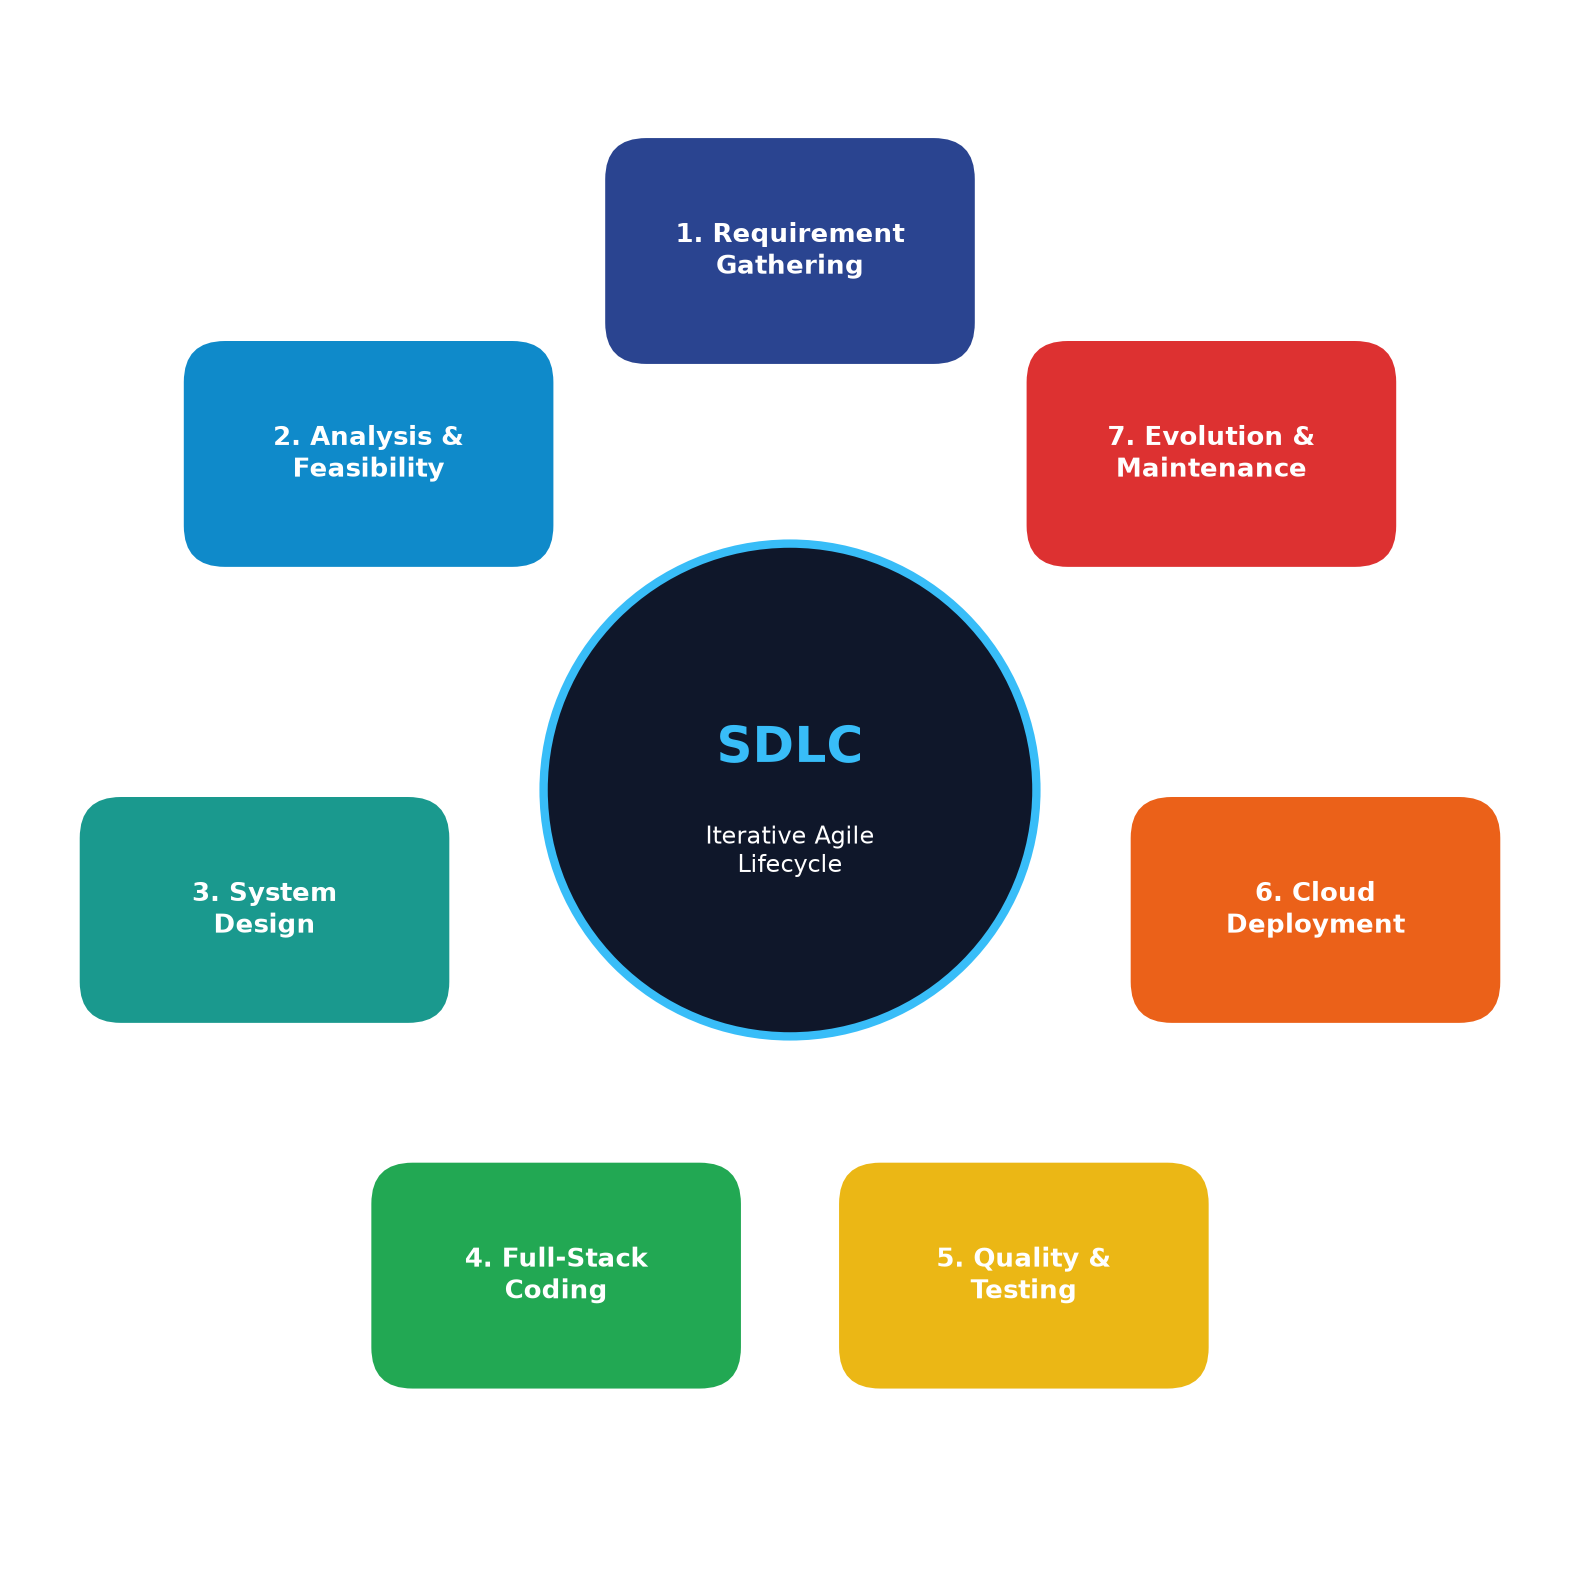 1. Requirement
Gathering
2. Analysis &
Feasibility
7. Evolution &
Maintenance
SDLC
Iterative Agile
Lifecycle
3. System
Design
6. Cloud
Deployment
4. Full-Stack
Coding
5. Quality &
Testing